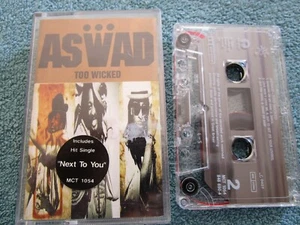 ASWAD
TOO WICKED
Includes
Hit Single
"Next To You"
MCT 1054
2